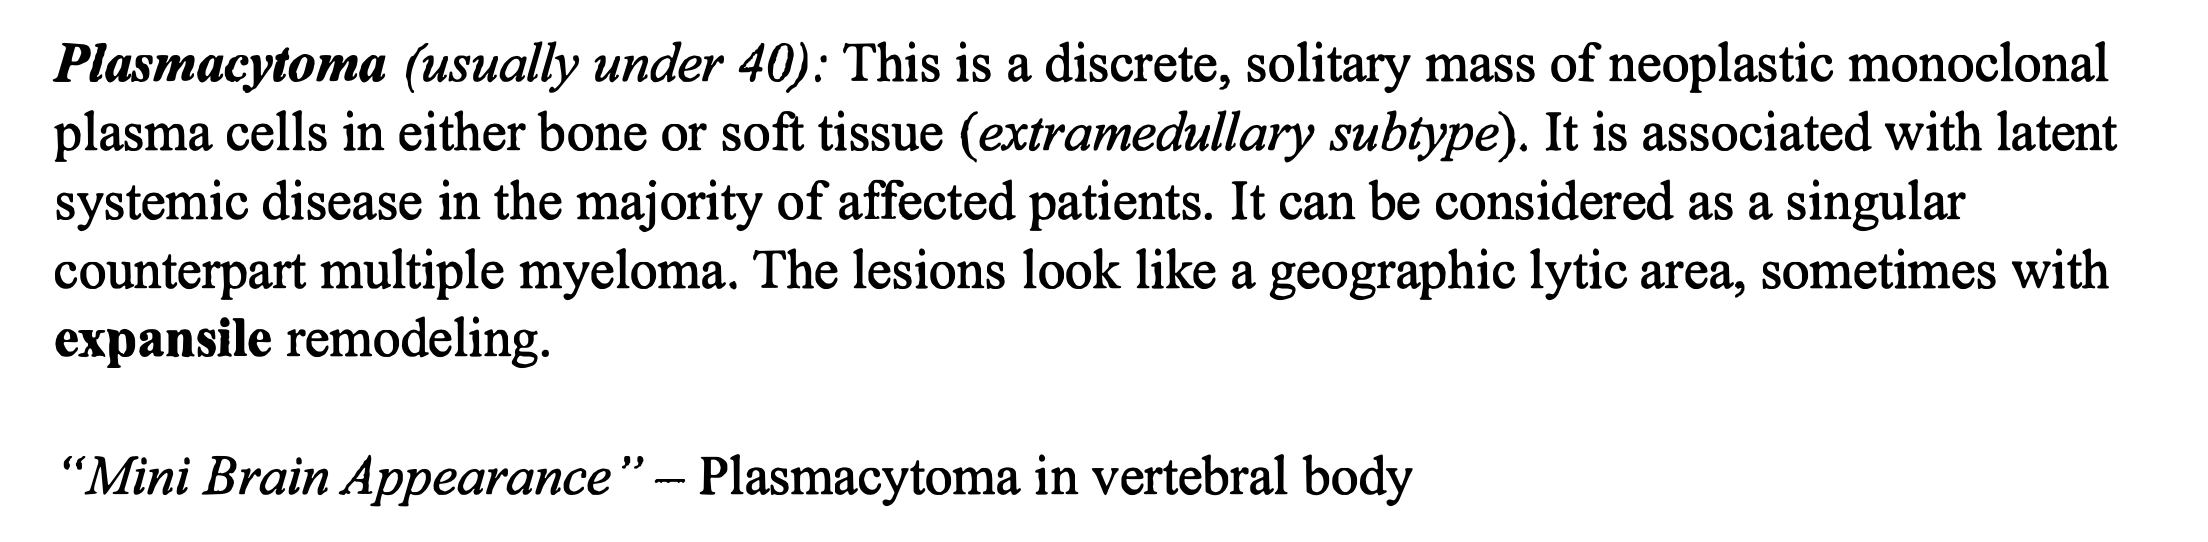 Plasmacytoma (usually under 40): This is a discrete, solitary mass of neoplastic monoclonal
plasma cells in either bone or soft tissue (extramedullary subtype). It is associated with latent
systemic disease in the majority of affected patients. It can be considered as a singular
counterpart multiple myeloma. The lesions look like a geographic lytic area, sometimes with
expansile remodeling.
“Mini Brain Appearance” – Plasmacytoma in vertebral body